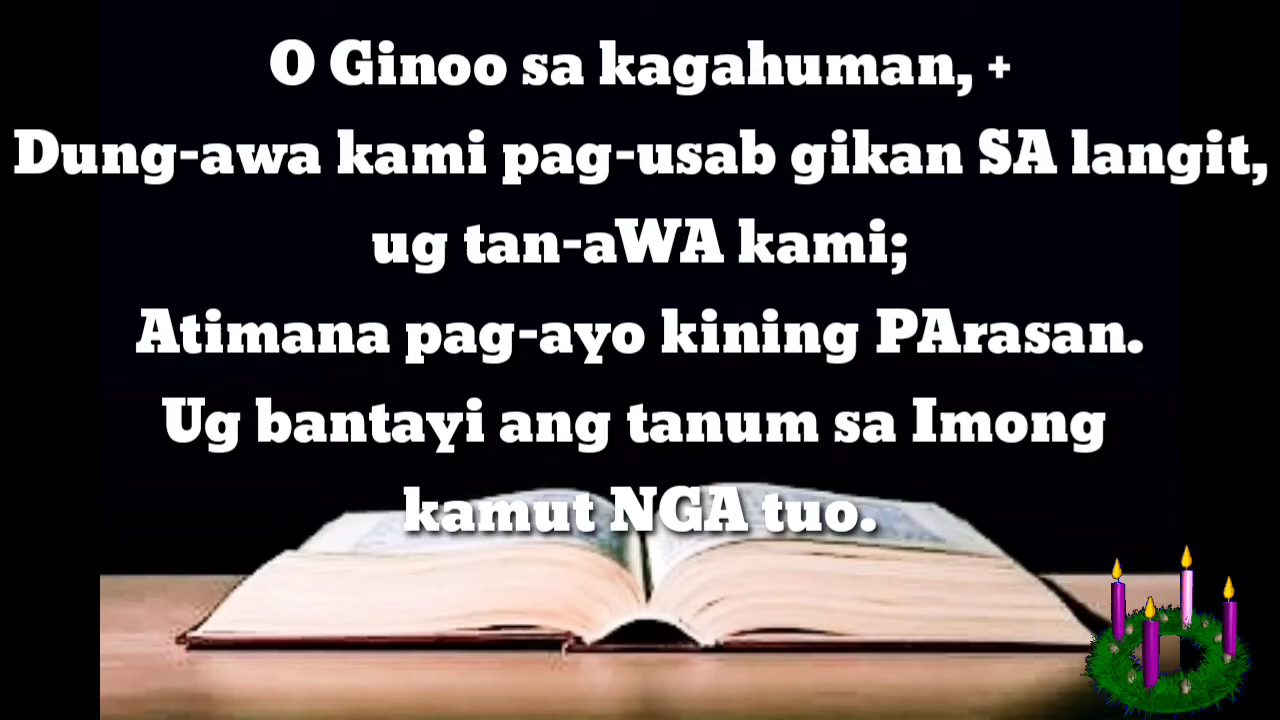 O Ginoo sa kagahuman, +
Dung-awa kami pag-usab gikan SA langit,
ug tan-aWA kami;
Atimana pag-ayo kining PArasan.
Ug bantayi ang tanum sa Imong
kamut NGA tuo.